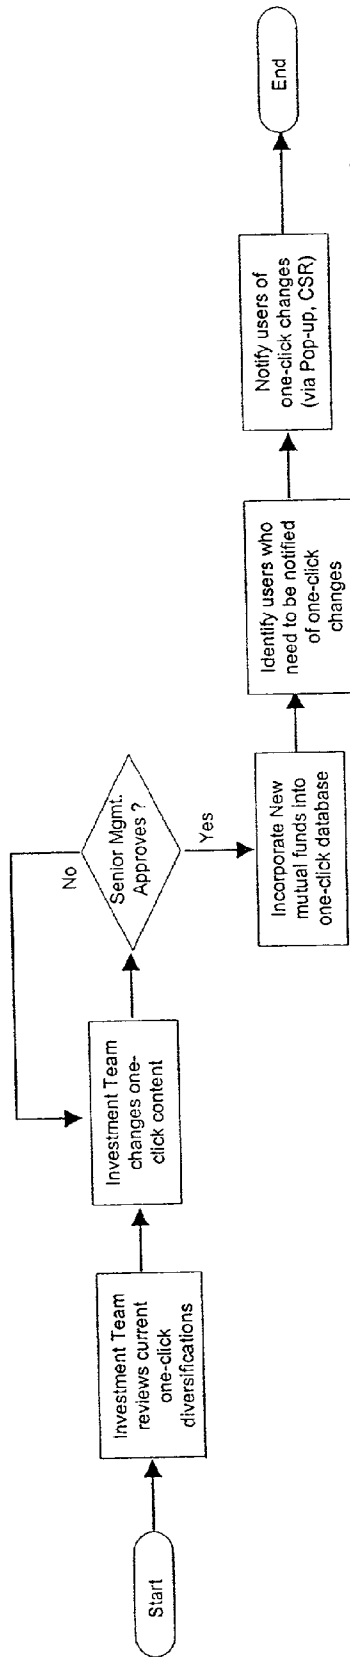 Start
Investment Team
reviews current
one-click
diversifications
Investment Team
changes one-
click content
Senior Mgmt.
Approves ?
No
Yes
Incorporate New
mutual funds into
one-click database
Identify users who
need to be notified
of one-click
changes
Notify users of
one-click changes
(via Pop-up, CSR)
End